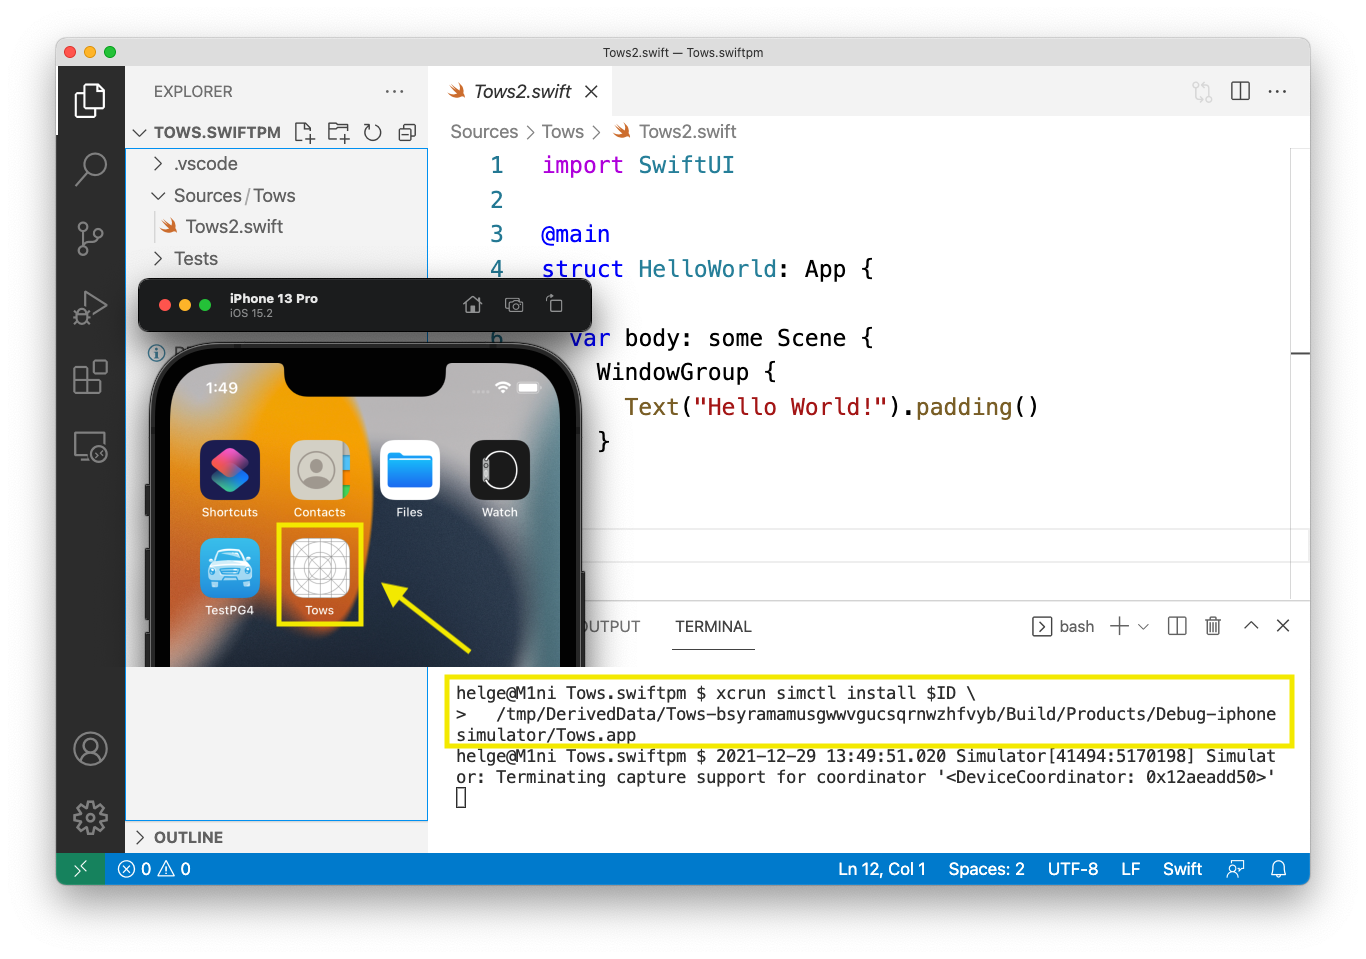 Tows2.swift — Tows.swiftpm
EXPLORER
Tows2.swift
TOWS.SWIFTPM
Sources > Tows > Tows2.swift
.vscode
Sources / Tows
Tows2.swift
Tests
1 import SwiftUI
2
3 @main
4 struct HelloWorld: App {
6 var body: some Scene {
WindowGroup {
Text("Hello World!").padding()
}
iPhone 13 Pro
iOS 15.2
1:49
Shortcuts
Contacts
Files
Watch
TestPG4
Tows
TERMINAL
bash
helge@M1ni Tows.swiftpm $ xcrun simctl install $ID \
>   /tmp/DerivedData/Tows-bsyramamusgwwvgucsqrnwzhfvyb/Build/Products/Debug-iphone
simulator/Tows.app
helge@M1ni Tows.swiftpm $ 2021-12-29 13:49:51.020 Simulator[41494:5170198] Simulat
or: Terminating capture support for coordinator '<DeviceCoordinator: 0x12aeadd50>'
OUTLINE
0 0
Ln 12, Col 1
Spaces: 2
UTF-8
LF
Swift